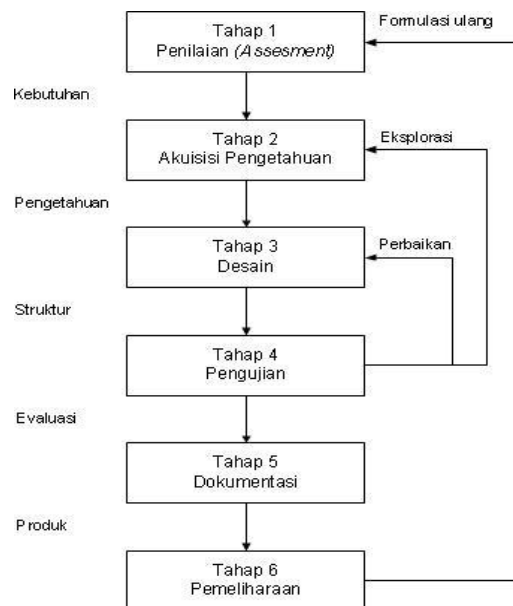 Tahap 1
Penilaian (Assesment)
Formulasi ulang
Kebutuhan
Tahap 2
Akuisisi Pengetahuan
Eksplorasi
Pengetahuan
Tahap 3
Desain
Perbaikan
Struktur
Tahap 4
Pengujian
Evaluasi
Tahap 5
Dokumentasi
Produk
Tahap 6
Pemeliharaan